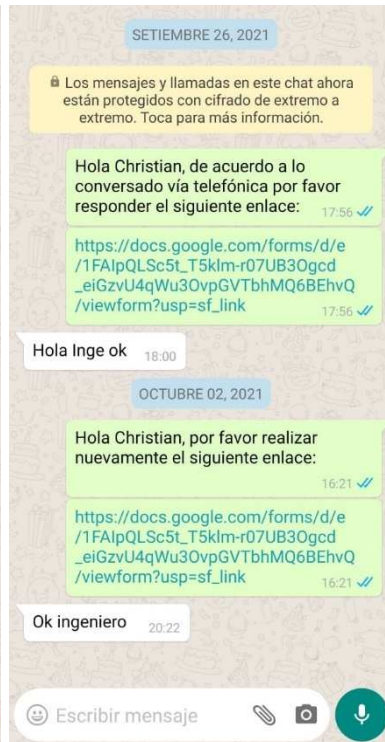 SETIEMBRE 26, 2021
Los mensajes y llamadas en este chat ahora
están protegidos con cifrado de extremo a
extremo. Toca para más información.
Hola Christian, de acuerdo a lo
conversado vía telefónica por favor
responder el siguiente enlace: 17:56
https://docs.google.com/forms/d/e
/1FAIpQLSc5t_T5klm-r07UB3Ogcd
_eiGzvU4qWu3OvpGVTbhMQ6BEhvQ
/viewform?usp=sf_link 17:56
Hola Inge ok 18:00
OCTUBRE 02, 2021
Hola Christian, por favor realizar
nuevamente el siguiente enlace:
16:21
https://docs.google.com/forms/d/e
/1FAIpQLSc5t_T5klm-r07UB3Ogcd
_eiGzvU4qWu3OvpGVTbhMQ6BEhvQ
/viewform?usp=sf_link 16:21
Ok ingeniero 20:22
Escribir mensaje